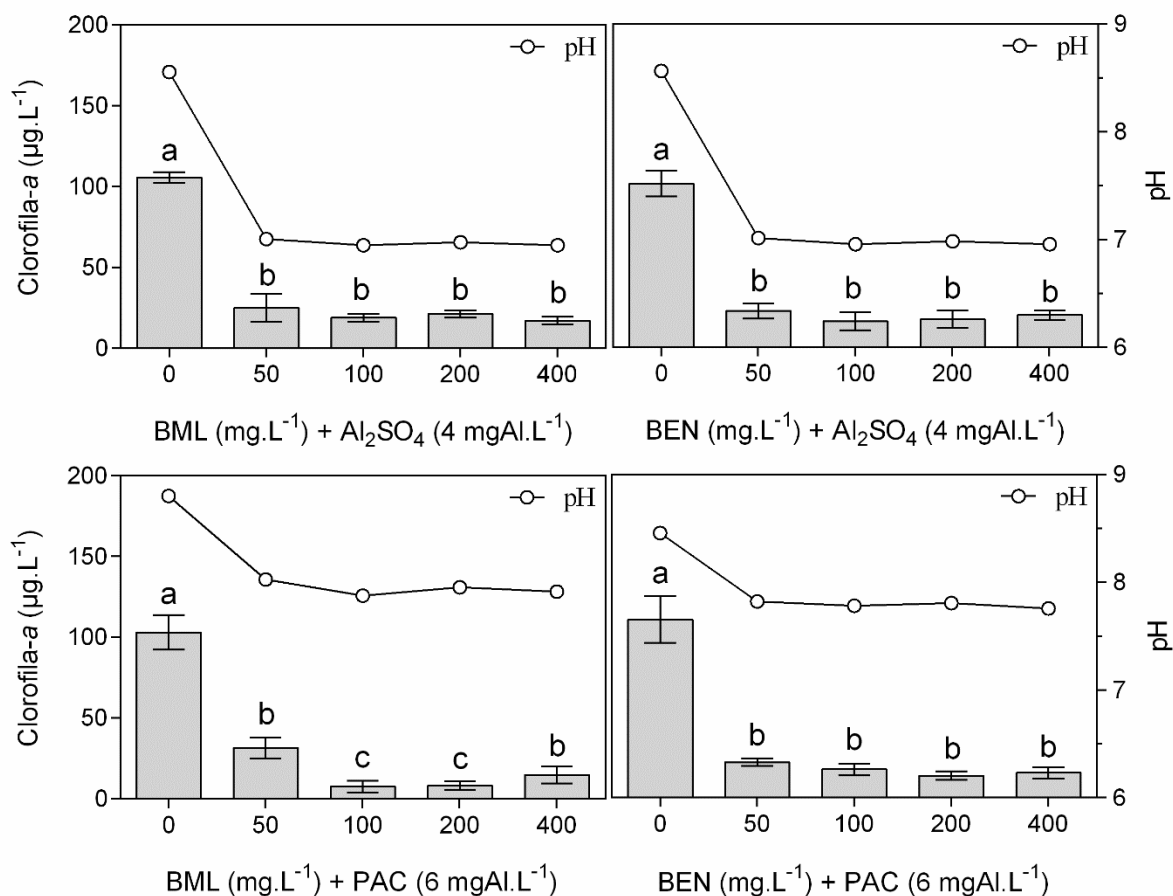 200
150
100
50
0
Clorofila-a (µg.L⁻¹)
pH
a
b
b
b
b
0
50
100
200
400
BML (mg.L⁻¹) + Al₂SO₄ (4 mgAl.L⁻¹)
pH
a
b
b
b
b
0
50
100
200
400
BEN (mg.L⁻¹) + Al₂SO₄ (4 mgAl.L⁻¹)
9
8
7
6
pH
200
150
100
50
0
Clorofila-a (µg.L⁻¹)
pH
a
b
c
c
b
0
50
100
200
400
BML (mg.L⁻¹) + PAC (6 mgAl.L⁻¹)
pH
a
b
b
b
b
0
50
100
200
400
BEN (mg.L⁻¹) + PAC (6 mgAl.L⁻¹)
9
8
7
6
pH